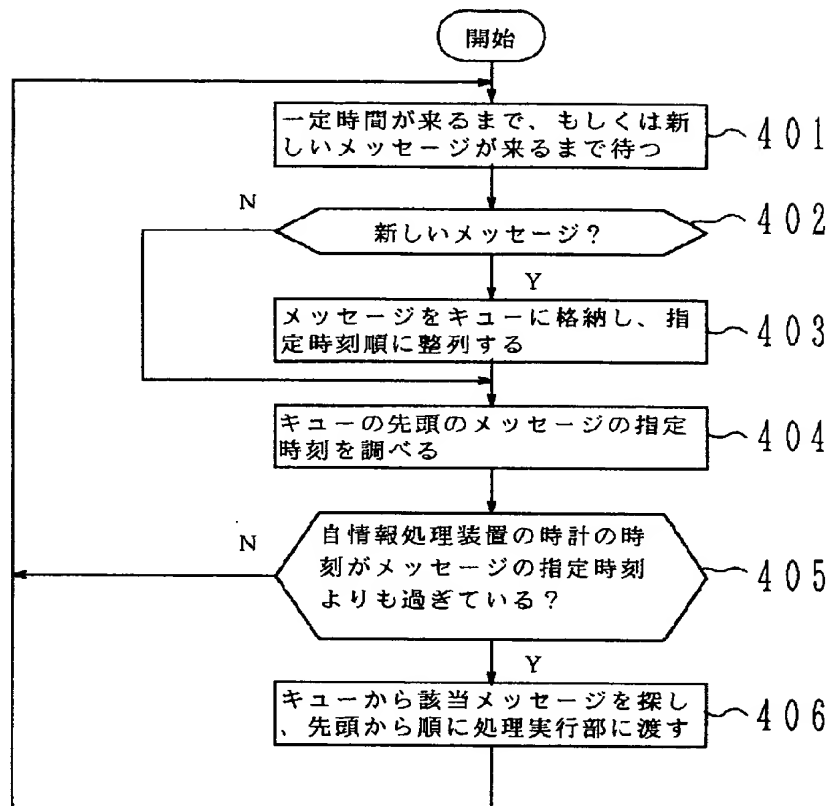 開始
一定時間が来るまで、もしくは新
しいメッセージが来るまで待つ
401
N
新しいメッセージ?
402
Y
メッセージをキューに格納し、指
定時刻順に整列する
403
キューの先頭のメッセージの指定
時刻を調べる
404
N
自情報処理装置の時計の時
刻がメッセージの指定時刻
よりも過ぎている?
405
Y
キューから該当メッセージを探し
、先頭から順に処理実行部に渡す
406